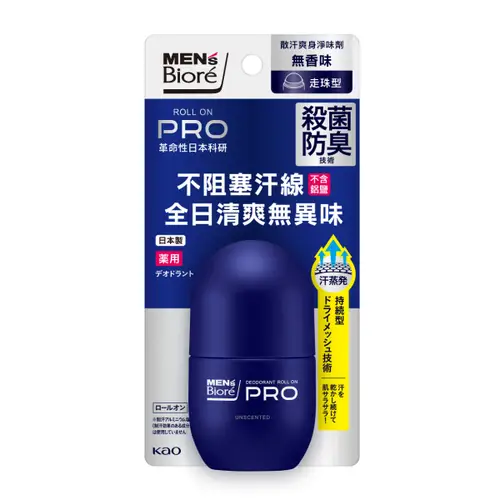 MEN's
Bioré
ROLL ON
PRO
革命性日本科研
散汗爽身淨味劑
無香味
走珠型
殺菌
防臭
技術
不阻塞汗線
不含
鋁鹽
全日清爽無異味
日本製
薬用
デオドラント
汗蒸発
持続型
ドライメッシュ技術
汗を
乾かし続けて
肌サラサラ!
MEN's
Bioré
DEODORANT ROLL ON
PRO
UNSCENTED
ロールオン
Kao